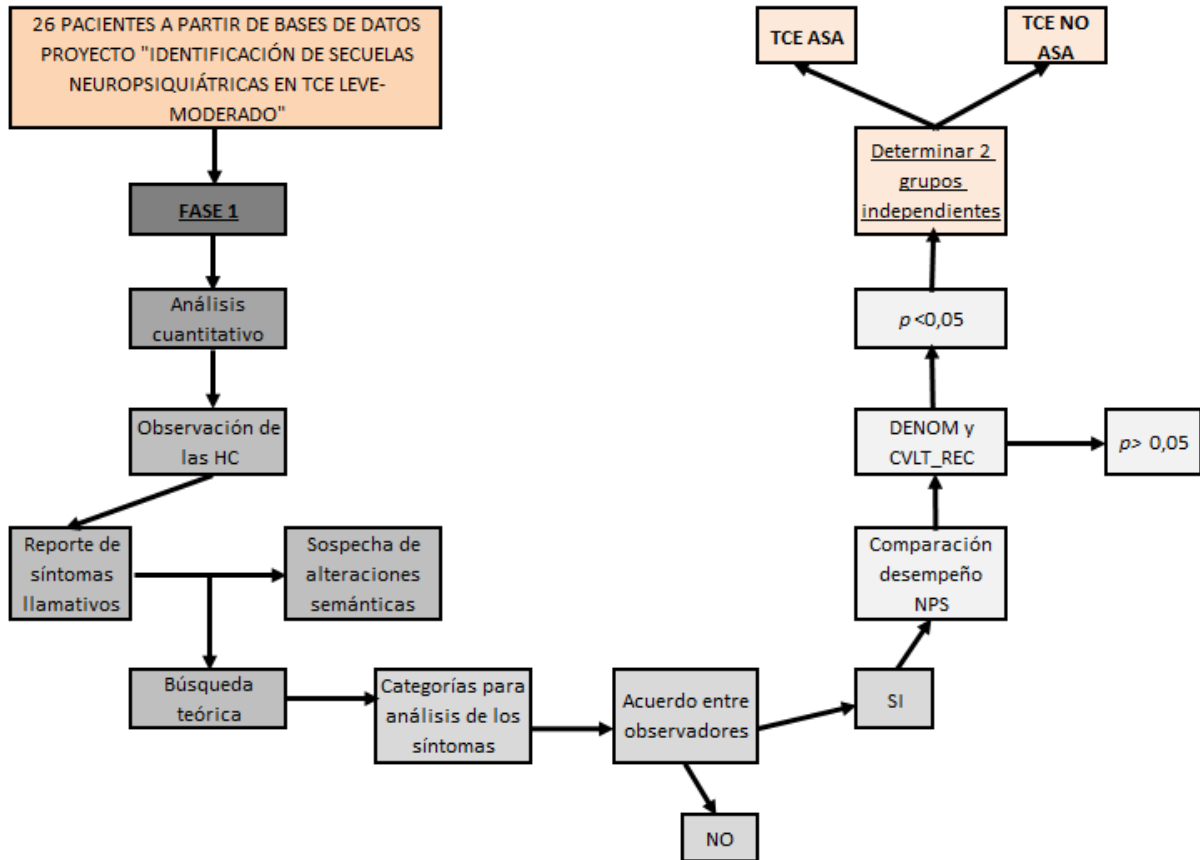 26 PACIENTES A PARTIR DE BASES DE DATOS
PROYECTO "IDENTIFICACIÓN DE SECUELAS
NEUROPSIQUIÁTRICAS EN TCE LEVE-
MODERADO"
FASE 1
Análisis
cuantitativo
Observación de
las HC
Reporte de
síntomas
llamativos
Sospecha de
alteraciones
semánticas
Búsqueda
teórica
Categorías para
análisis de los
síntomas
Acuerdo entre
observadores
NO
SI
Comparación
desempeño
NPS
DENOM y
CVLT_REC
p> 0,05
p <0,05
Determinar 2
grupos
independientes
TCE ASA
TCE NO
ASA